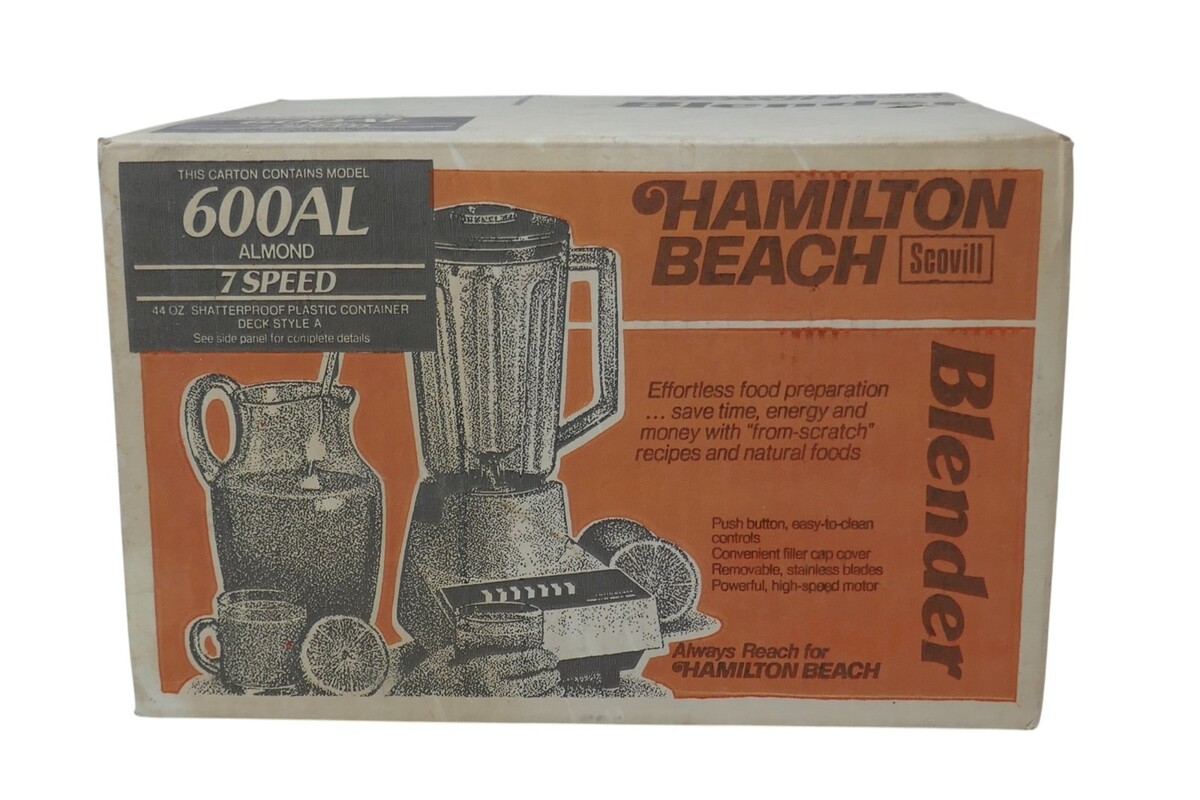 THIS CARTON CONTAINS MODEL
600AL
ALMOND
7 SPEED
44 OZ. SHATTERPROOF PLASTIC CONTAINER
DECK STYLE A
See side panel for complete details
HAMILTON
BEACH Scovill
Blender
Effortless food preparation
... save time, energy and
money with "from-scratch"
recipes and natural foods
Push button, easy-to-clean
controls
Convenient filler cap cover
Removable, stainless blades
Powerful, high-speed motor
Always Reach for
HAMILTON BEACH
Blender